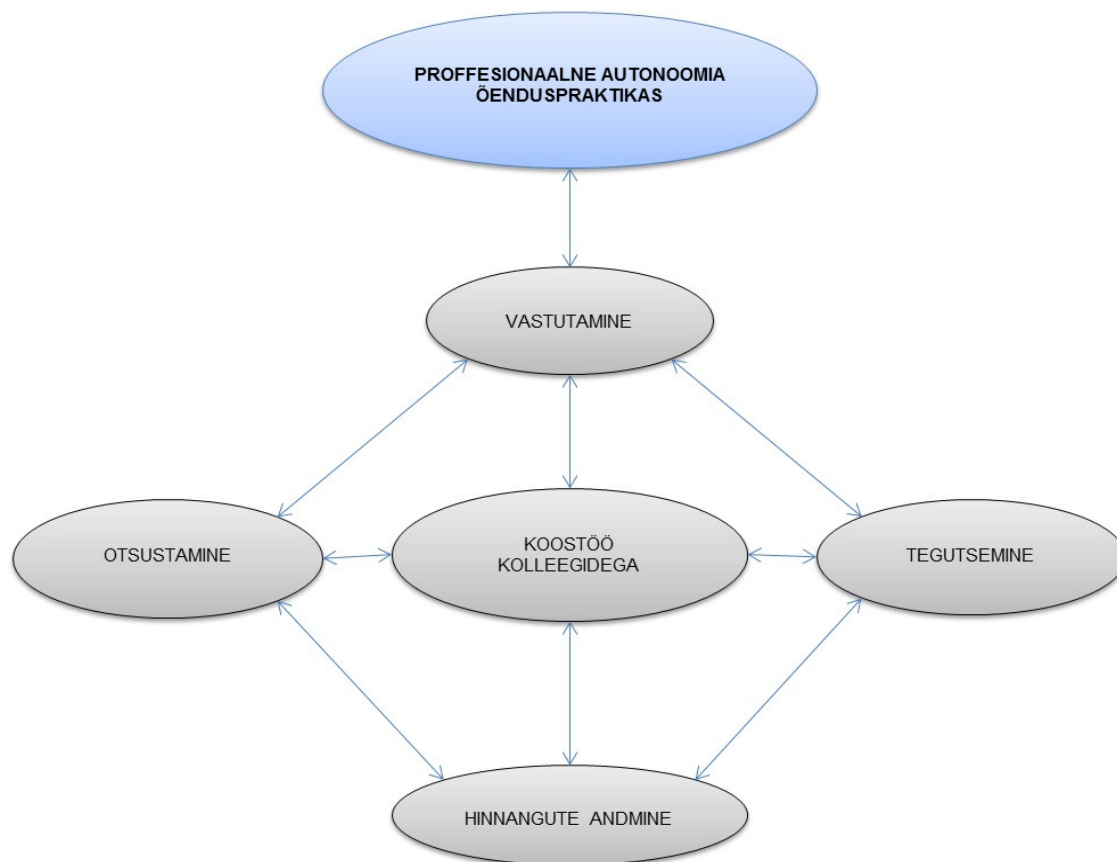 PROFFESIONAALNE AUTONOOMIA
ÕENDUSPRAKTIKAS
VASTUTAMINE
OTSUSTAMINE
KOOSTÖÖ
KOLLEEGIDEGA
TEGUTSEMINE
HINNANGUTE ANDMINE